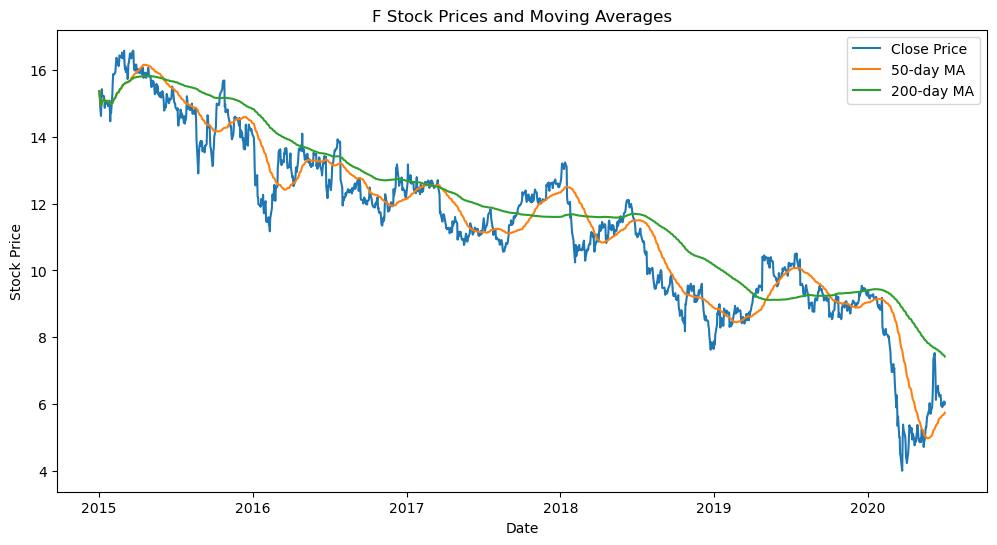 F Stock Prices and Moving Averages
Close Price
50-day MA
200-day MA
Stock Price
16
14
12
10
8
6
4
2015 2016 2017 2018 2019 2020
Date